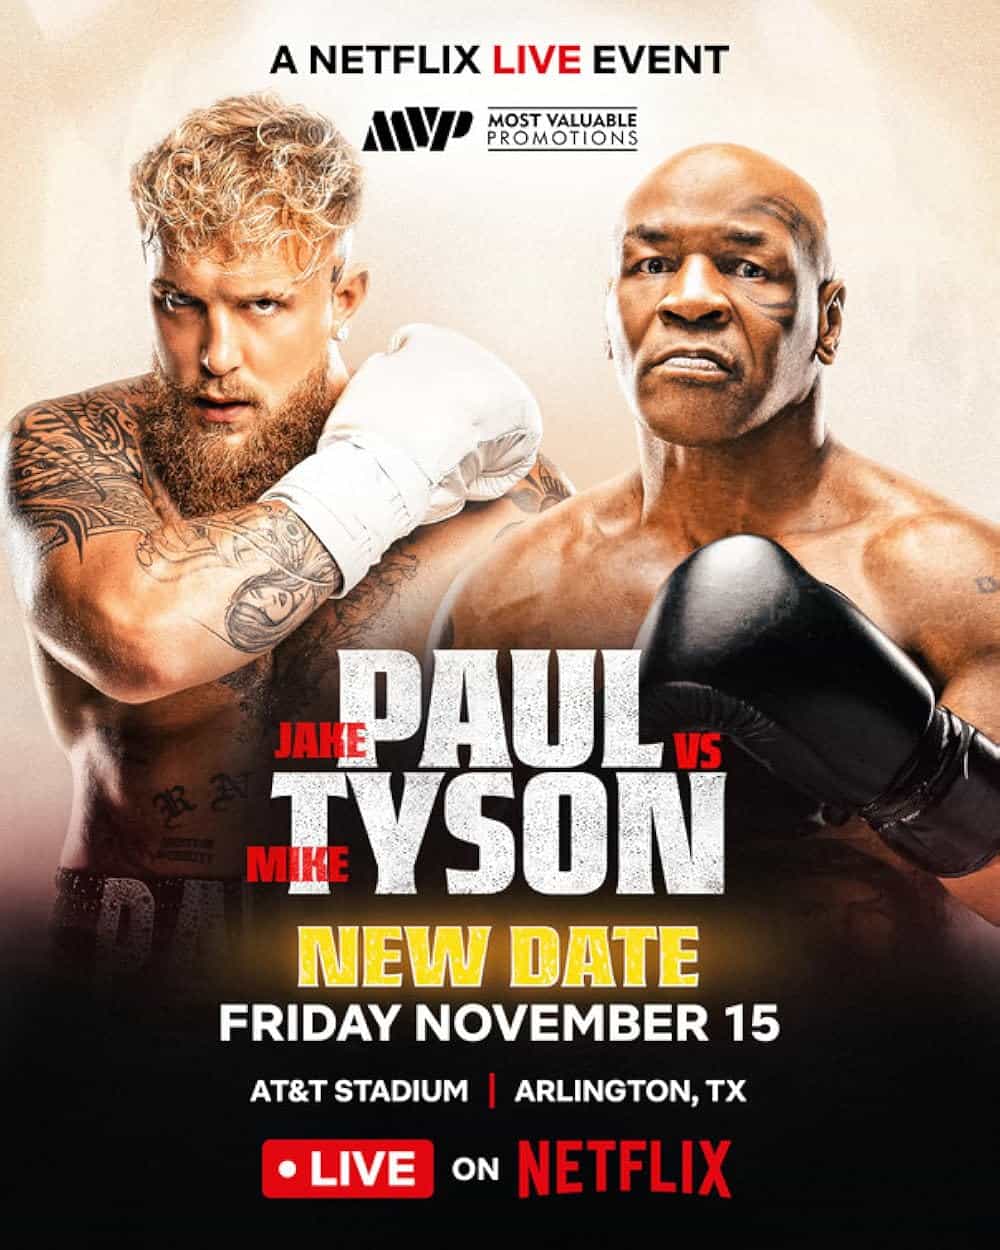 A NETFLIX LIVE EVENT
MVP MOST VALUABLE
PROMOTIONS
JAKE PAUL VS
MIKE TYSON
NEW DATE
FRIDAY NOVEMBER 15
AT&T STADIUM | ARLINGTON, TX
• LIVE ON NETFLIX